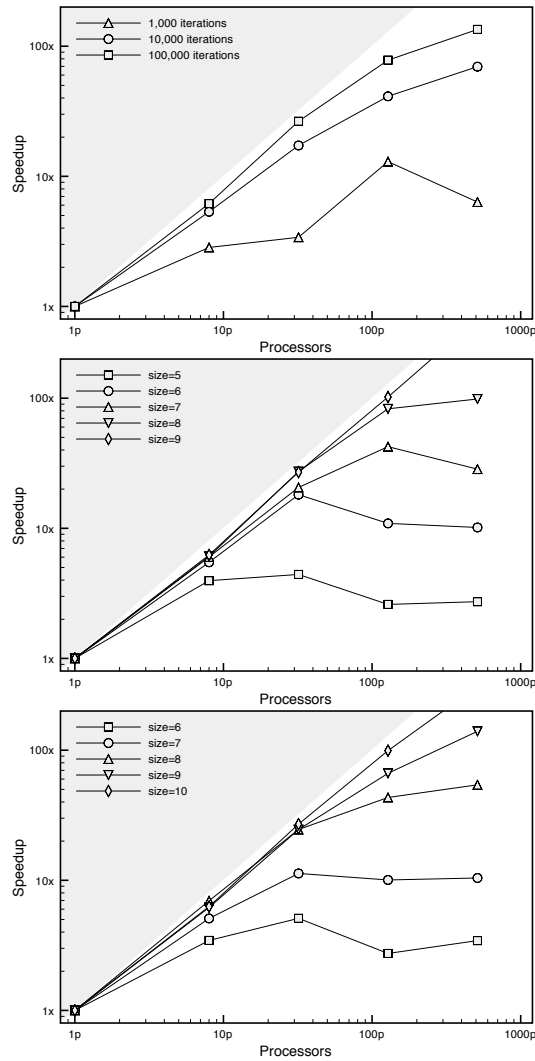 1,000 iterations
10,000 iterations
100,000 iterations
100x
10x
1x
Speedup
1p
10p
100p
1000p
Processors
size=5
size=6
size=7
size=8
size=9
100x
10x
1x
Speedup
1p
10p
100p
1000p
Processors
size=6
size=7
size=8
size=9
size=10
100x
10x
1x
Speedup
1p
10p
100p
1000p
Processors